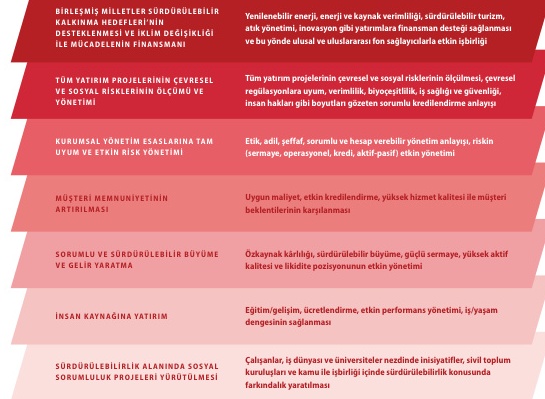 BİRLEŞMİŞ MİLLETLER SÜRDÜRÜLEBİLİR
KALKINMA HEDEFLERİ'NİN
DESTEKLENMESİ VE İKLİM DEĞİŞİKLİĞİ
İLE MÜCADELENİN FİNANSMANI
Yenilenebilir enerji, enerji ve kaynak verimliliği, sürdürülebilir turizm,
atık yönetimi, inovasyon gibi yatırımlara finansman desteği sağlanması
ve bu yönde ulusal ve uluslararası fon sağlayıcılarla etkin işbirliği
TÜM YATIRIM PROJELERİNİN ÇEVRESEL
VE SOSYAL RİSKLERİNİN ÖLÇÜMÜ VE
YÖNETİMİ
Tüm yatırım projelerinin çevresel ve sosyal risklerinin ölçülmesi, çevresel
regülasyonlara uyum, verimlilik, biyoçeşitlilik, iş sağlığı ve güvenliği,
insan hakları gibi boyutları gözeten sorumlu kredilendirme anlayışı
KURUMSAL YÖNETİM ESASLARINA TAM
UYUM VE ETKİN RİSK YÖNETİMİ
Etik, adil, şeffaf, sorumlu ve hesap verebilir yönetim anlayışı, riskin
(sermaye, operasyonel, kredi, aktif-pasif) etkin yönetimi
MÜŞTERİ MEMNUNİYETİNİN
ARTIRILMASI
Uygun maliyet, etkin kredilendirme, yüksek hizmet kalitesi ile müşteri
beklentilerinin karşılanması
SORUMLU VE SÜRDÜRÜLEBİLİR BÜYÜME
VE GELİR YARATMA
Özkaynak kârlılığı, sürdürülebilir büyüme, güçlü sermaye, yüksek aktif
kalitesi ve likidite pozisyonunun etkin yönetimi
İNSAN KAYNAĞINA YATIRIM
Eğitim/gelişim, ücretlendirme, etkin performans yönetimi, iş/yaşam
dengesinin sağlanması
SÜRDÜRÜLEBİLİRLİK ALANINDA SOSYAL
SORUMLULUK PROJELERİ YÜRÜTÜLMESİ
Çalışanlar, iş dünyası ve üniversiteler nezdinde inisiyatifler, sivil toplum
kuruluşları ve kamu ile işbirliği içinde sürdürülebilirlik konusunda
farkındalık yaratılması